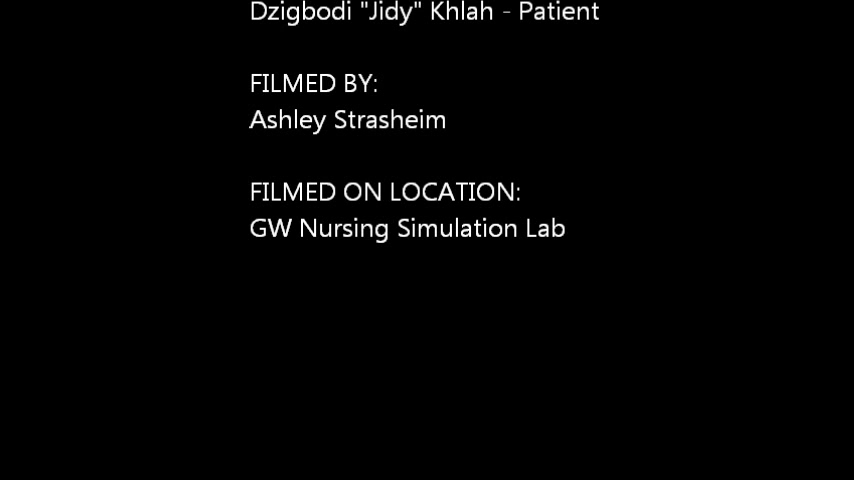 Dzigbodi "Jidy" Khlah - Patient
FILMED BY:
Ashley Strasheim
FILMED ON LOCATION:
GW Nursing Simulation Lab